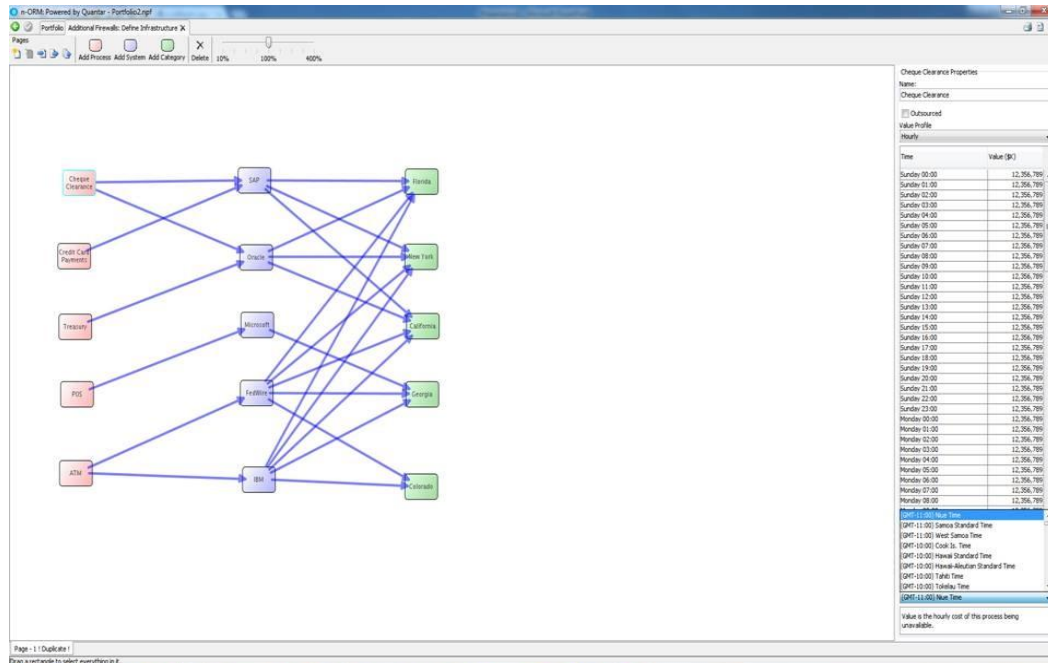 n-ORM: Powered by Quantar - Portfolio2.npf
Portfolio Additional Firewalls: Define Infrastructure X
Pages
Add Process Add System Add Category Delete 10% 100% 400%
Cheque Clearance Properties
Name:
Cheque Clearance
Outsourced
Value Profile
Hourly
Time Value ($K)
Sunday 00:00 12,356,789
Sunday 01:00 12,356,789
Sunday 02:00 12,356,789
Sunday 03:00 12,356,789
Sunday 04:00 12,356,789
Sunday 05:00 12,356,789
Sunday 06:00 12,356,789
Sunday 07:00 12,356,789
Sunday 08:00 12,356,789
Sunday 09:00 12,356,789
Sunday 10:00 12,356,789
Sunday 11:00 12,356,789
Sunday 12:00 12,356,789
Sunday 13:00 12,356,789
Sunday 14:00 12,356,789
Sunday 15:00 12,356,789
Sunday 16:00 12,356,789
Sunday 17:00 12,356,789
Sunday 18:00 12,356,789
Sunday 19:00 12,356,789
Sunday 20:00 12,356,789
Sunday 21:00 12,356,789
Sunday 22:00 12,356,789
Sunday 23:00 12,356,789
Monday 00:00 12,356,789
Monday 01:00 12,356,789
Monday 02:00 12,356,789
Monday 03:00 12,356,789
Monday 04:00 12,356,789
Monday 05:00 12,356,789
Monday 06:00 12,356,789
Monday 07:00 12,356,789
Monday 08:00 12,356,789
(GMT-11:00) Niue Time
(GMT-11:00) Samoa Standard Time
(GMT-11:00) West Samoa Time
(GMT-10:00) Cook Is. Time
(GMT-10:00) Hawaii Standard Time
(GMT-10:00) Hawaii-Aleutian Standard Time
(GMT-10:00) Tahiti Time
(GMT-10:00) Tokelau Time
(GMT-11:00) Niue Time
Value is the hourly cost of this process being
unavailable.
Cheque
Clearance
SAP
Florida
Credit Card
Payments
Oracle
New York
Treasury
Microsoft
California
POS
FedWire
Georgia
ATM
IBM
Colorado
Page - 1 ! Duplicate !
Drag a rectangle to select everything in it